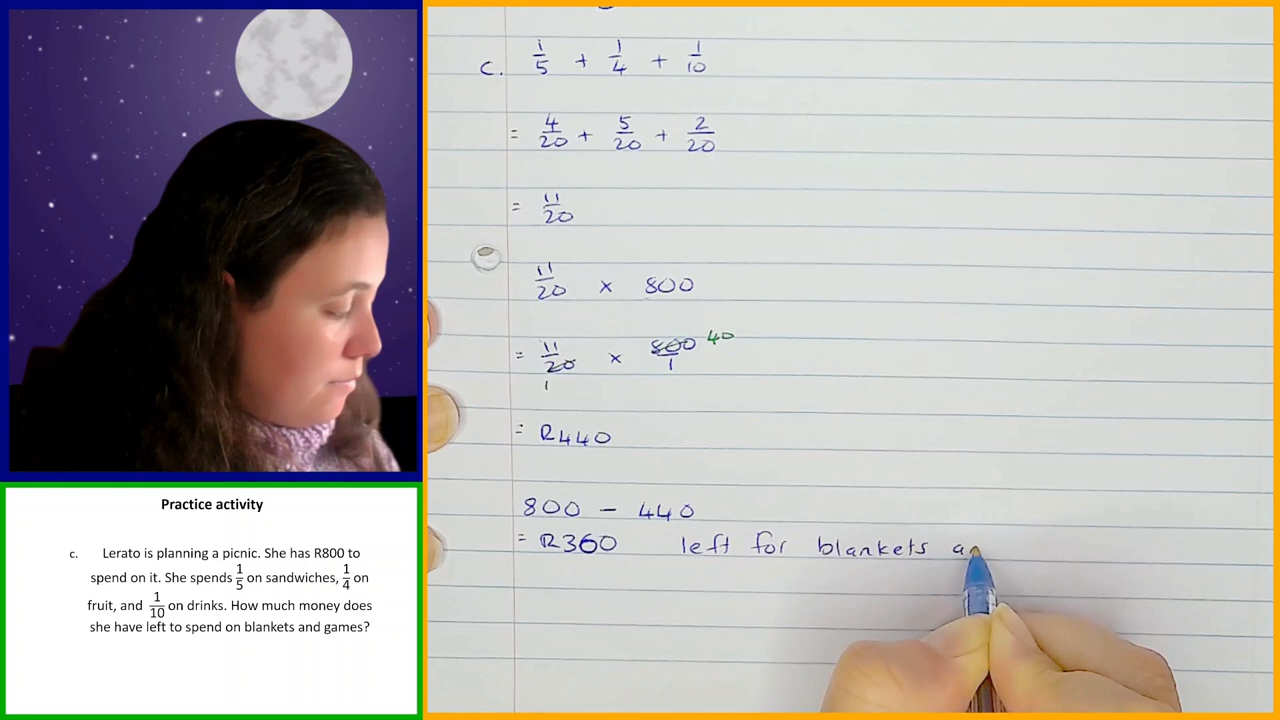 c. 1/5 + 1/4 + 1/10
= 4/20 + 5/20 + 2/20
= 11/20
11/20 × 800
= 11/20 × 800/1 40
1
= R440
800 − 440
= R360 left for blankets an
Practice activity
c. Lerato is planning a picnic. She has R800 to
spend on it. She spends 1/5 on sandwiches, 1/4 on
fruit, and 1/10 on drinks. How much money does
she have left to spend on blankets and games?